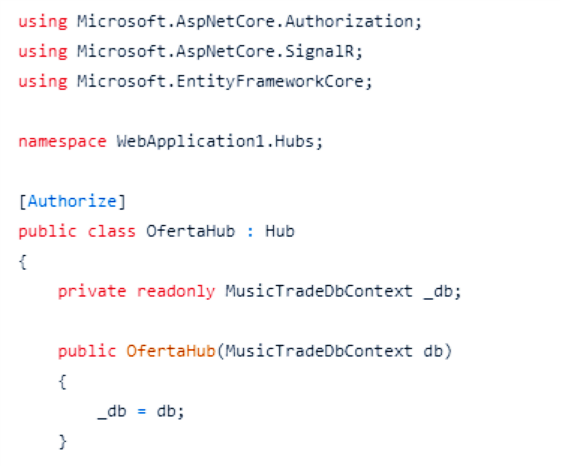 using Microsoft.AspNetCore.Authorization;
using Microsoft.AspNetCore.SignalR;
using Microsoft.EntityFrameworkCore;

namespace WebApplication1.Hubs;

[Authorize]
public class OfertaHub : Hub
{
    private readonly MusicTradeDbContext _db;

    public OfertaHub(MusicTradeDbContext db)
    {
        _db = db;
    }